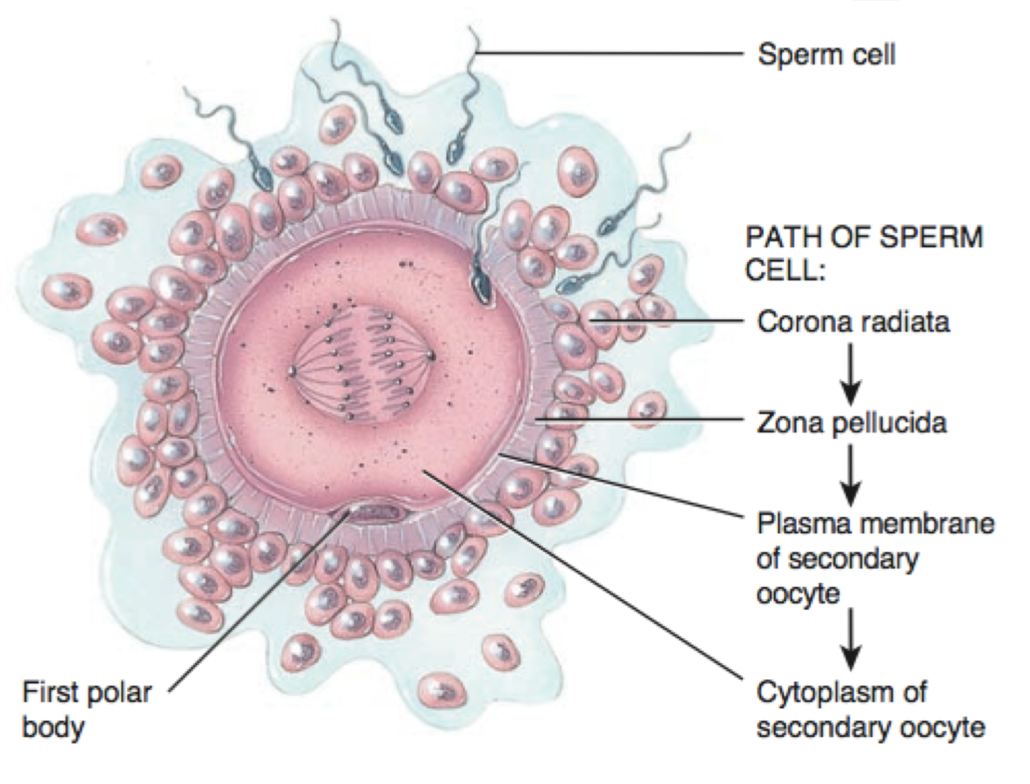 Sperm cell
PATH OF SPERM
CELL:
Corona radiata
Zona pellucida
Plasma membrane
of secondary
oocyte
First polar
body
Cytoplasm of
secondary oocyte